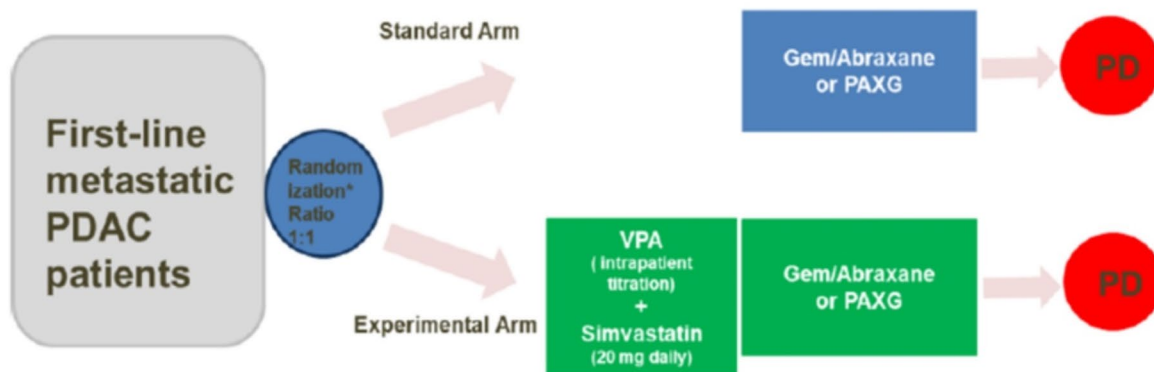 First-line
metastatic
PDAC
patients
Random
ization*
Ratio
1:1
Standard Arm
Gem/Abraxane
or PAXG
PD
Experimental Arm
VPA
( intrapatient
titration)
+
Simvastatin
(20 mg daily)
Gem/Abraxane
or PAXG
PD